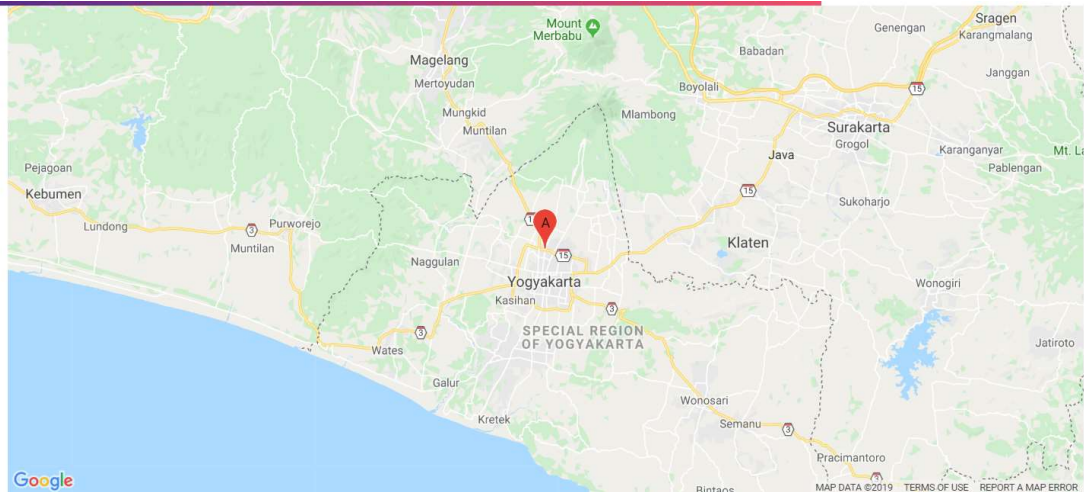 Mount
Merbabu
Sragen
Genengan
Karangmalang
Babadan
Magelang
Mertoyudan
Boyolali
Janggan
15
Mungkid
Muntilan
Mlambong
Surakarta
Grogol
Java
Karanganyar
Mt. La
Pablengan
Pejagoan
Kebumen
15
Sukoharjo
Lundong
3
Purworejo
Muntilan
A
15
Naggulan
Klaten
Yogyakarta
Kasihan
Wonogiri
3
3
SPECIAL REGION
OF YOGYAKARTA
Wates
Jatiroto
Galur
Wonosari
Kretek
Semanu
3
Pracimantoro
Google
Bintaos
MAP DATA ©2019 TERMS OF USE REPORT A MAP ERROR